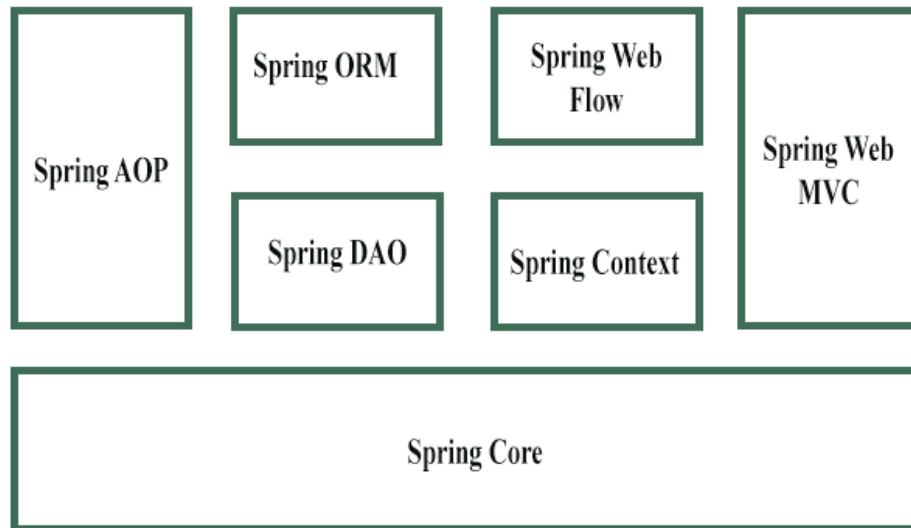 Spring ORM
Spring Web
Flow
Spring AOP
Spring Web
MVC
Spring DAO
Spring Context
Spring Core